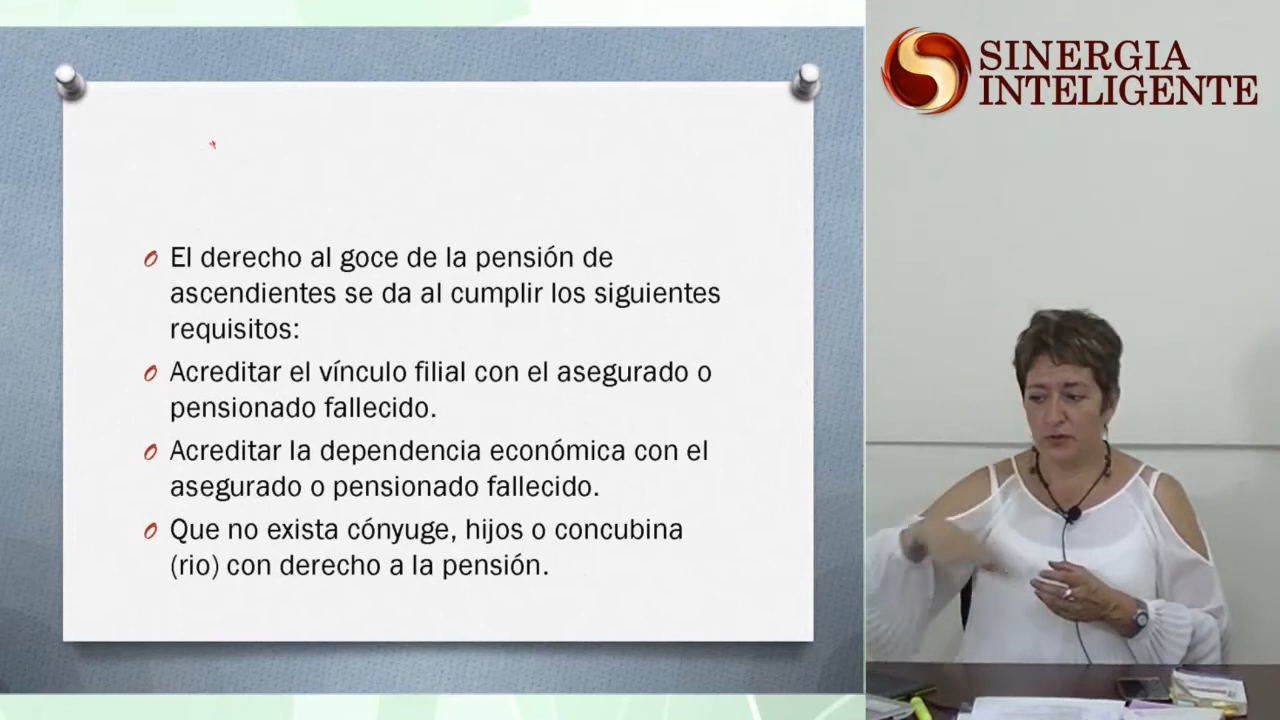 El derecho al goce de la pensión de
ascendientes se da al cumplir los siguientes
requisitos:
Acreditar el vínculo filial con el asegurado o
pensionado fallecido.
Acreditar la dependencia económica con el
asegurado o pensionado fallecido.
Que no exista cónyuge, hijos o concubina
(rio) con derecho a la pensión.
SINERGIA
INTELIGENTE